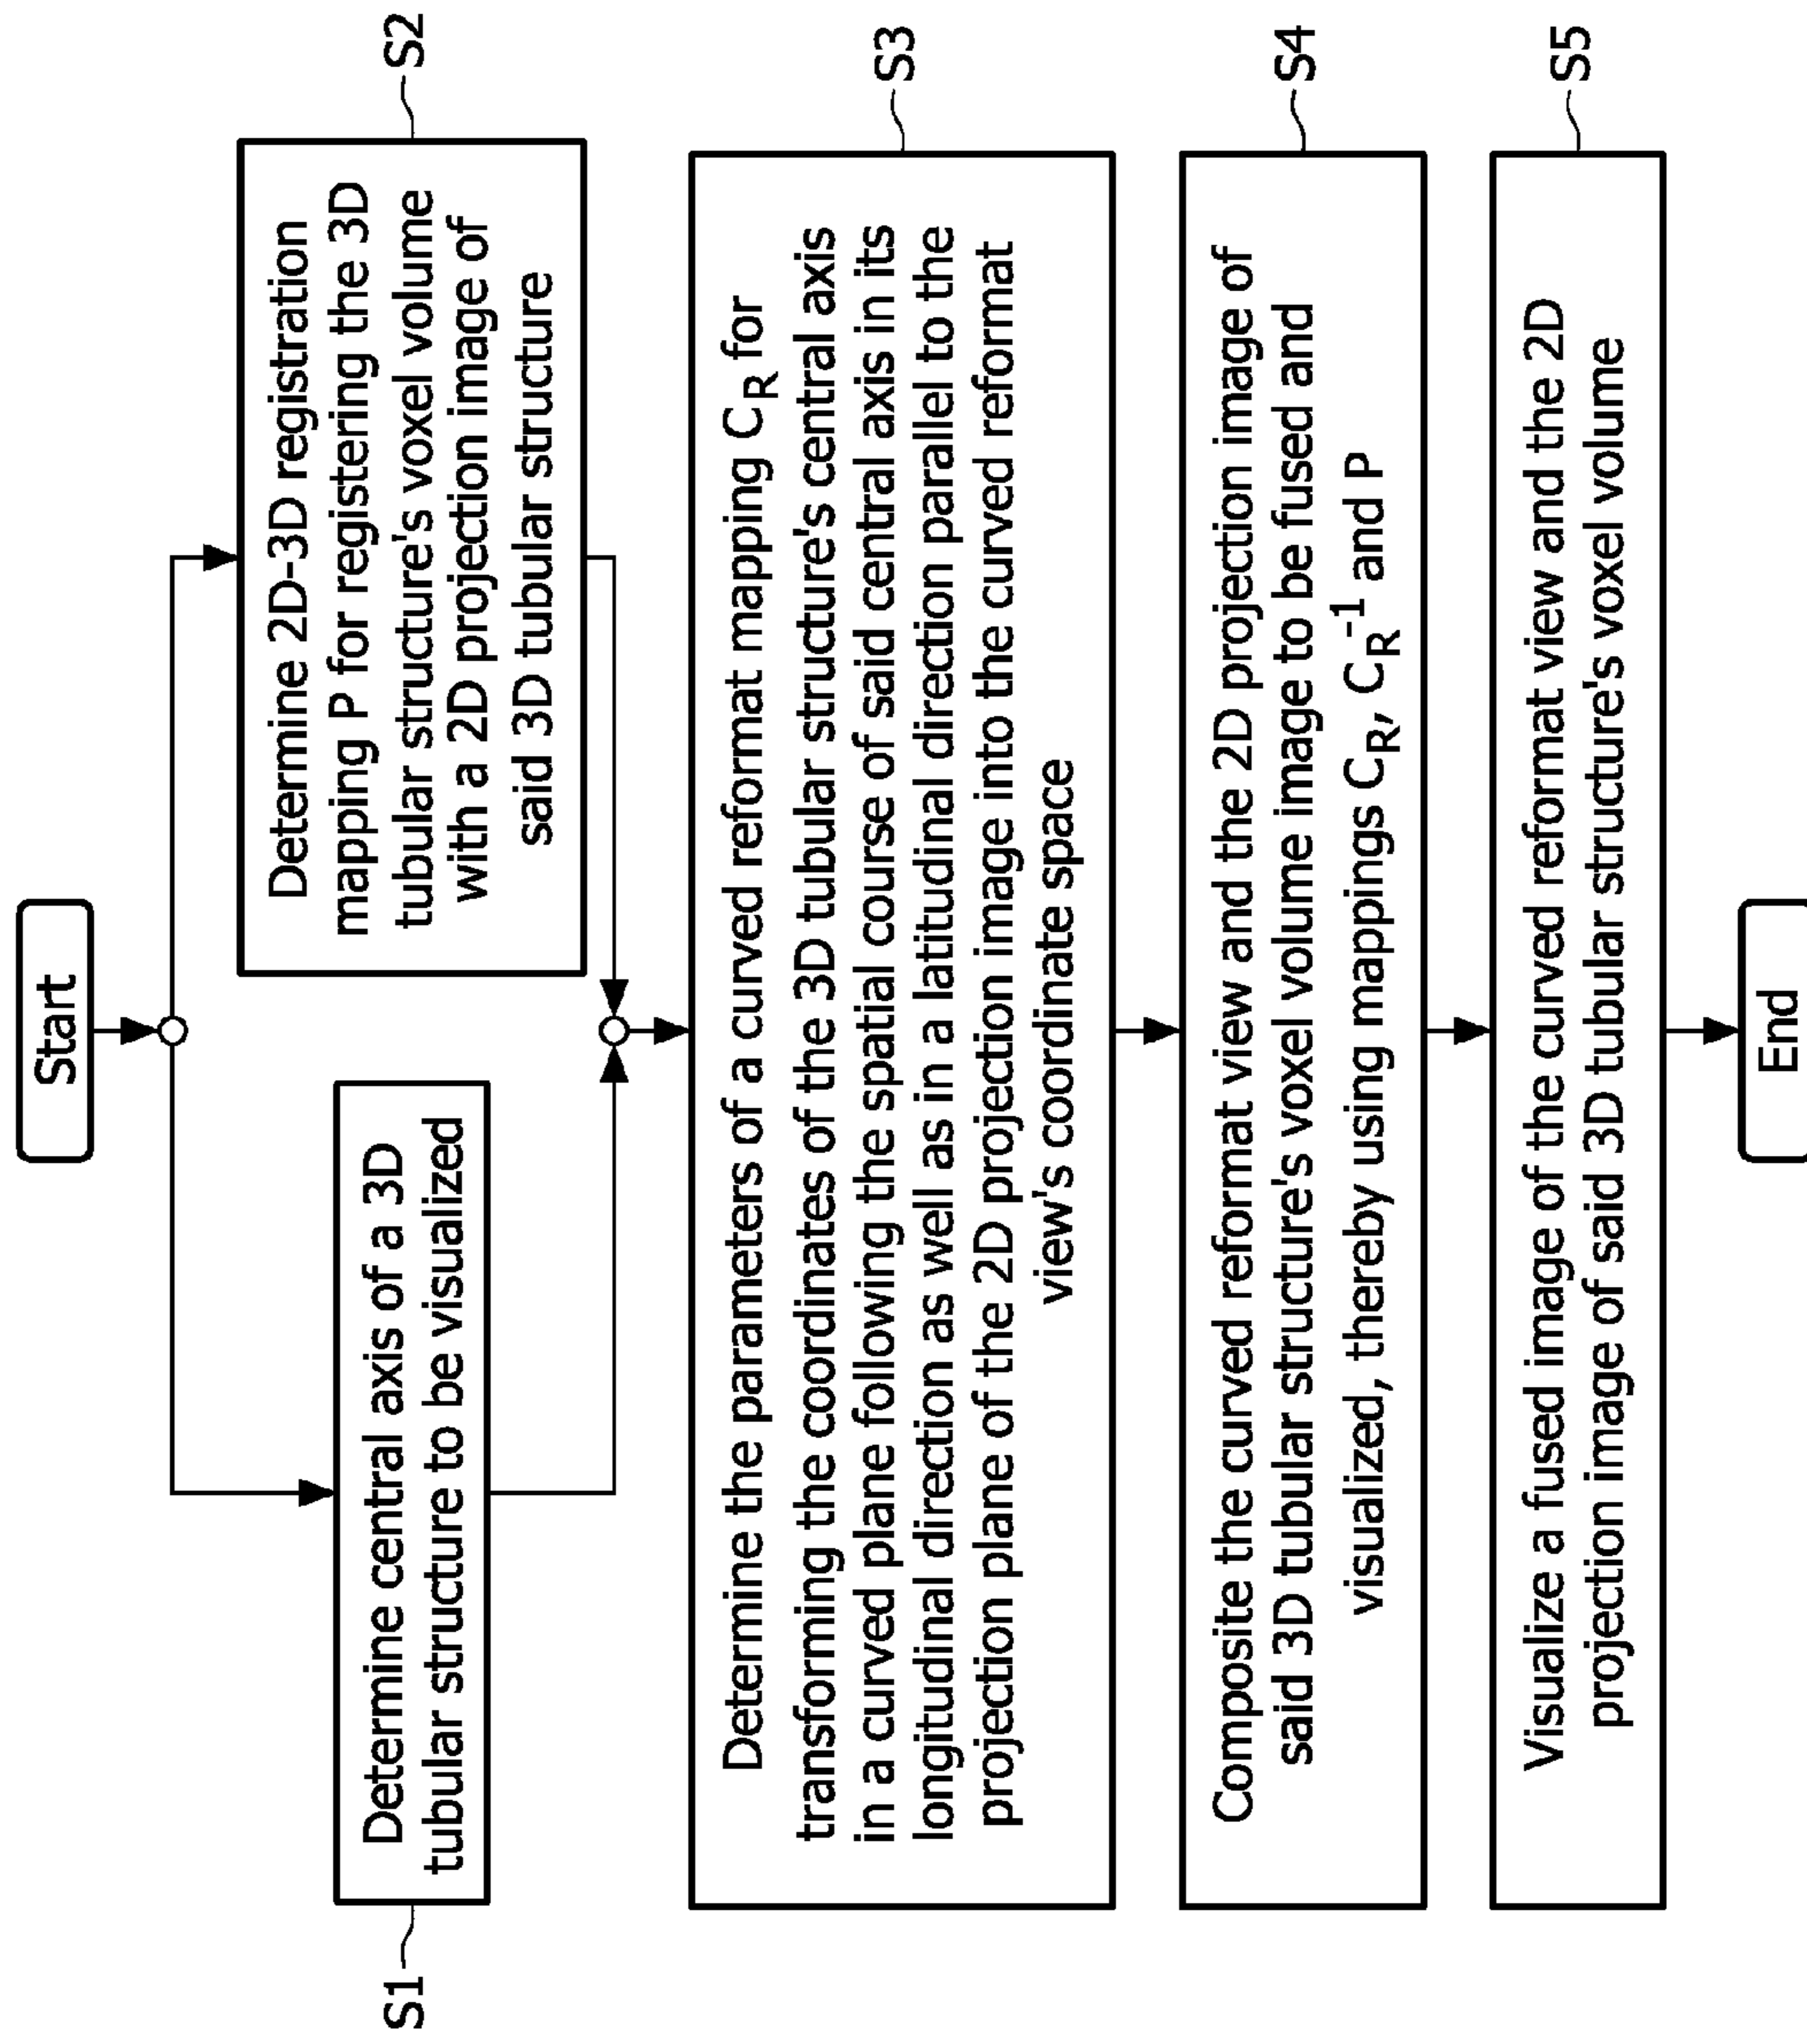 Start
S1
Determine central axis of a 3D
tubular structure to be visualized
S2
Determine 2D-3D registration
mapping P for registering the 3D
tubular structure's voxel volume
with a 2D projection image of
said 3D tubular structure
S3
Determine the parameters of a curved reformat mapping C_R for
transforming the coordinates of the 3D tubular structure's central axis
in a curved plane following the spatial course of said central axis in its
longitudinal direction as well as in a latitudinal direction parallel to the
projection plane of the 2D projection image into the curved reformat
view's coordinate space
S4
Composite the curved reformat view and the 2D projection image of
said 3D tubular structure's voxel volume image to be fused and
visualized, thereby using mappings C_R, C_R^-1 and P
S5
Visualize a fused image of the curved reformat view and the 2D
projection image of said 3D tubular structure's voxel volume
End